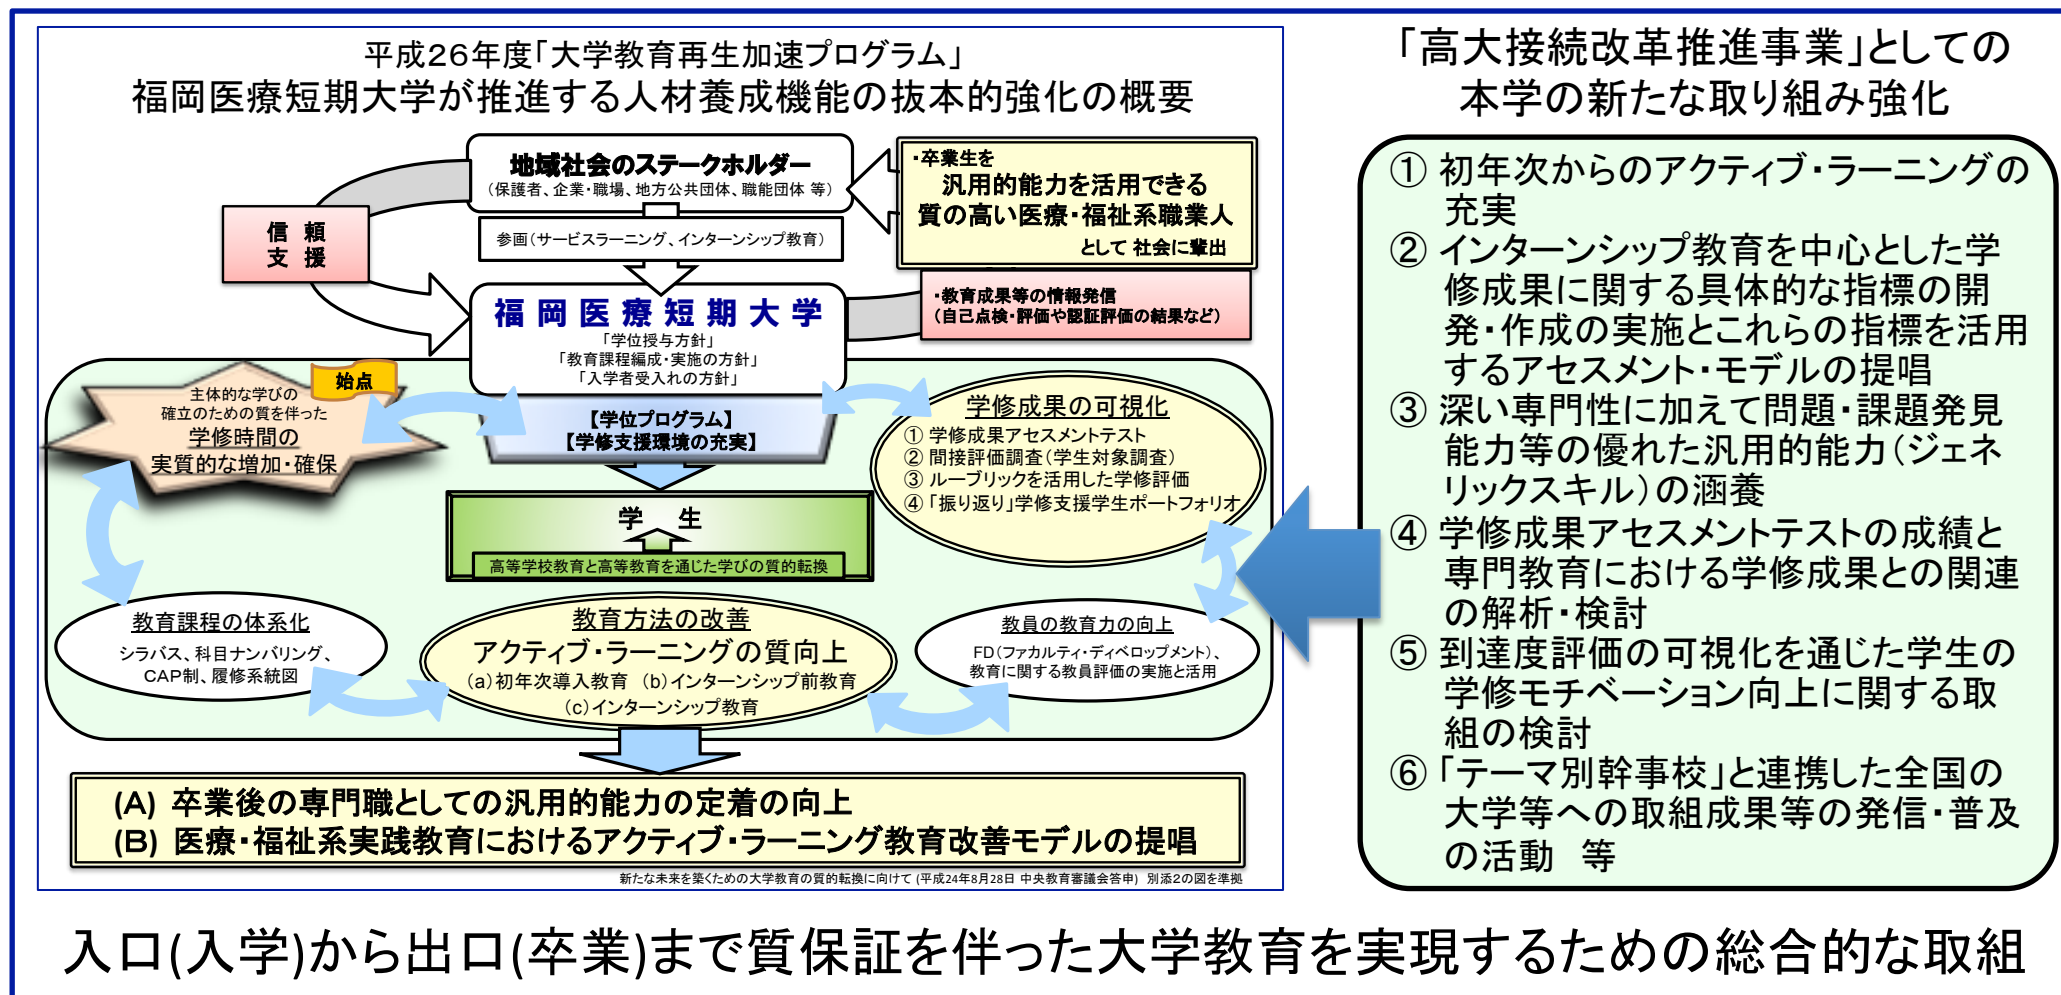 平成26年度「大学教育再生加速プログラム」
福岡医療短期大学が推進する人材養成機能の抜本的強化の概要
地域社会のステークホルダー
（保護者、企業・職場、地方公共団体、職能団体 等）
参画（サービスラーニング、インターンシップ教育）
信 頼
支 援
・卒業生を
汎用的能力を活用できる
質の高い医療・福祉系職業人
として 社会に輩出
・教育成果等の情報発信
（自己点検・評価や認証評価の結果など）
福岡医療短期大学
「学位授与方針」
「教育課程編成・実施の方針」
「入学者受入れの方針」
始点
主体的な学びの
確立のための質を伴った
学修時間の
実質的な増加・確保
【学位プログラム】
【学修支援環境の充実】
学修成果の可視化
① 学修成果アセスメントテスト
② 間接評価調査（学生対象調査）
③ ルーブリックを活用した学修評価
④ 「振り返り」学修支援学生ポートフォリオ
学 生
高等学校教育と高等教育を通じた学びの質的転換
教育課程の体系化
シラバス、科目ナンバリング、
CAP制、履修系統図
教育方法の改善
アクティブ・ラーニングの質向上
（a）初年次導入教育 （b）インターンシップ前教育
（c）インターンシップ教育
教員の教育力の向上
FD（ファカルティ・ディベロップメント）、
教育に関する教員評価の実施と活用
(A) 卒業後の専門職としての汎用的能力の定着の向上
(B) 医療・福祉系実践教育におけるアクティブ・ラーニング教育改善モデルの提唱
新たな未来を築くための大学教育の質的転換に向けて (平成24年8月28日 中央教育審議会答申) 別添2の図を準拠
「高大接続改革推進事業」としての
本学の新たな取り組み強化
① 初年次からのアクティブ・ラーニングの
充実
② インターンシップ教育を中心とした学
修成果に関する具体的な指標の開
発・作成の実施とこれらの指標を活用
するアセスメント・モデルの提唱
③ 深い専門性に加えて問題・課題発見
能力等の優れた汎用的能力（ジェネ
リックスキル）の涵養
④ 学修成果アセスメントテストの成績と
専門教育における学修成果との関連
の解析・検討
⑤ 到達度評価の可視化を通じた学生の
学修モチベーション向上に関する取
組の検討
⑥ 「テーマ別幹事校」と連携した全国の
大学等への取組成果等の発信・普及
の活動 等
入口(入学)から出口(卒業)まで質保証を伴った大学教育を実現するための総合的な取組